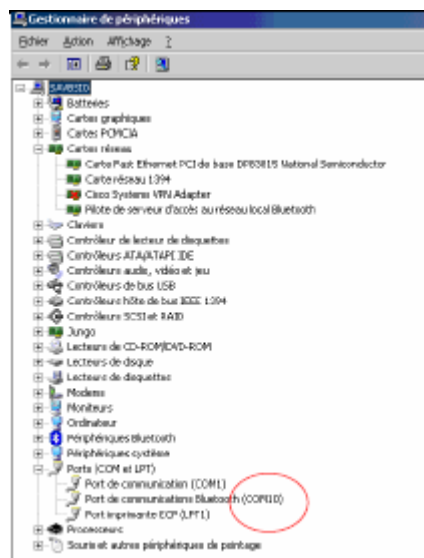 Gestionnaire de périphériques
Fichier Action Affichage ?
SAVBSIO
Batteries
Cartes graphiques
Cartes PCMCIA
Cartes réseau
Carte Fast Ethernet PCI de base DP83815 National Semiconductor
Carte réseau 1394
Cisco Systems VPN Adapter
Pilote de serveur d'accès au réseau local Bluetooth
Claviers
Contrôleur de lecteur de disquettes
Contrôleurs ATA/ATAPI IDE
Contrôleurs audio, vidéo et jeu
Contrôleurs de bus USB
Contrôleurs hôte de bus IEEE 1394
Contrôleurs SCSI et RAID
Jungo
Lecteurs de CD-ROM/DVD-ROM
Lecteurs de disque
Lecteurs de disquettes
Modems
Moniteurs
Ordinateur
Périphériques Bluetooth
Périphériques système
Ports (COM et LPT)
Port de communication (COM1)
Port de communications Bluetooth (COM10)
Port imprimante ECP (LPT1)
Processeurs
Souris et autres périphériques de pointage